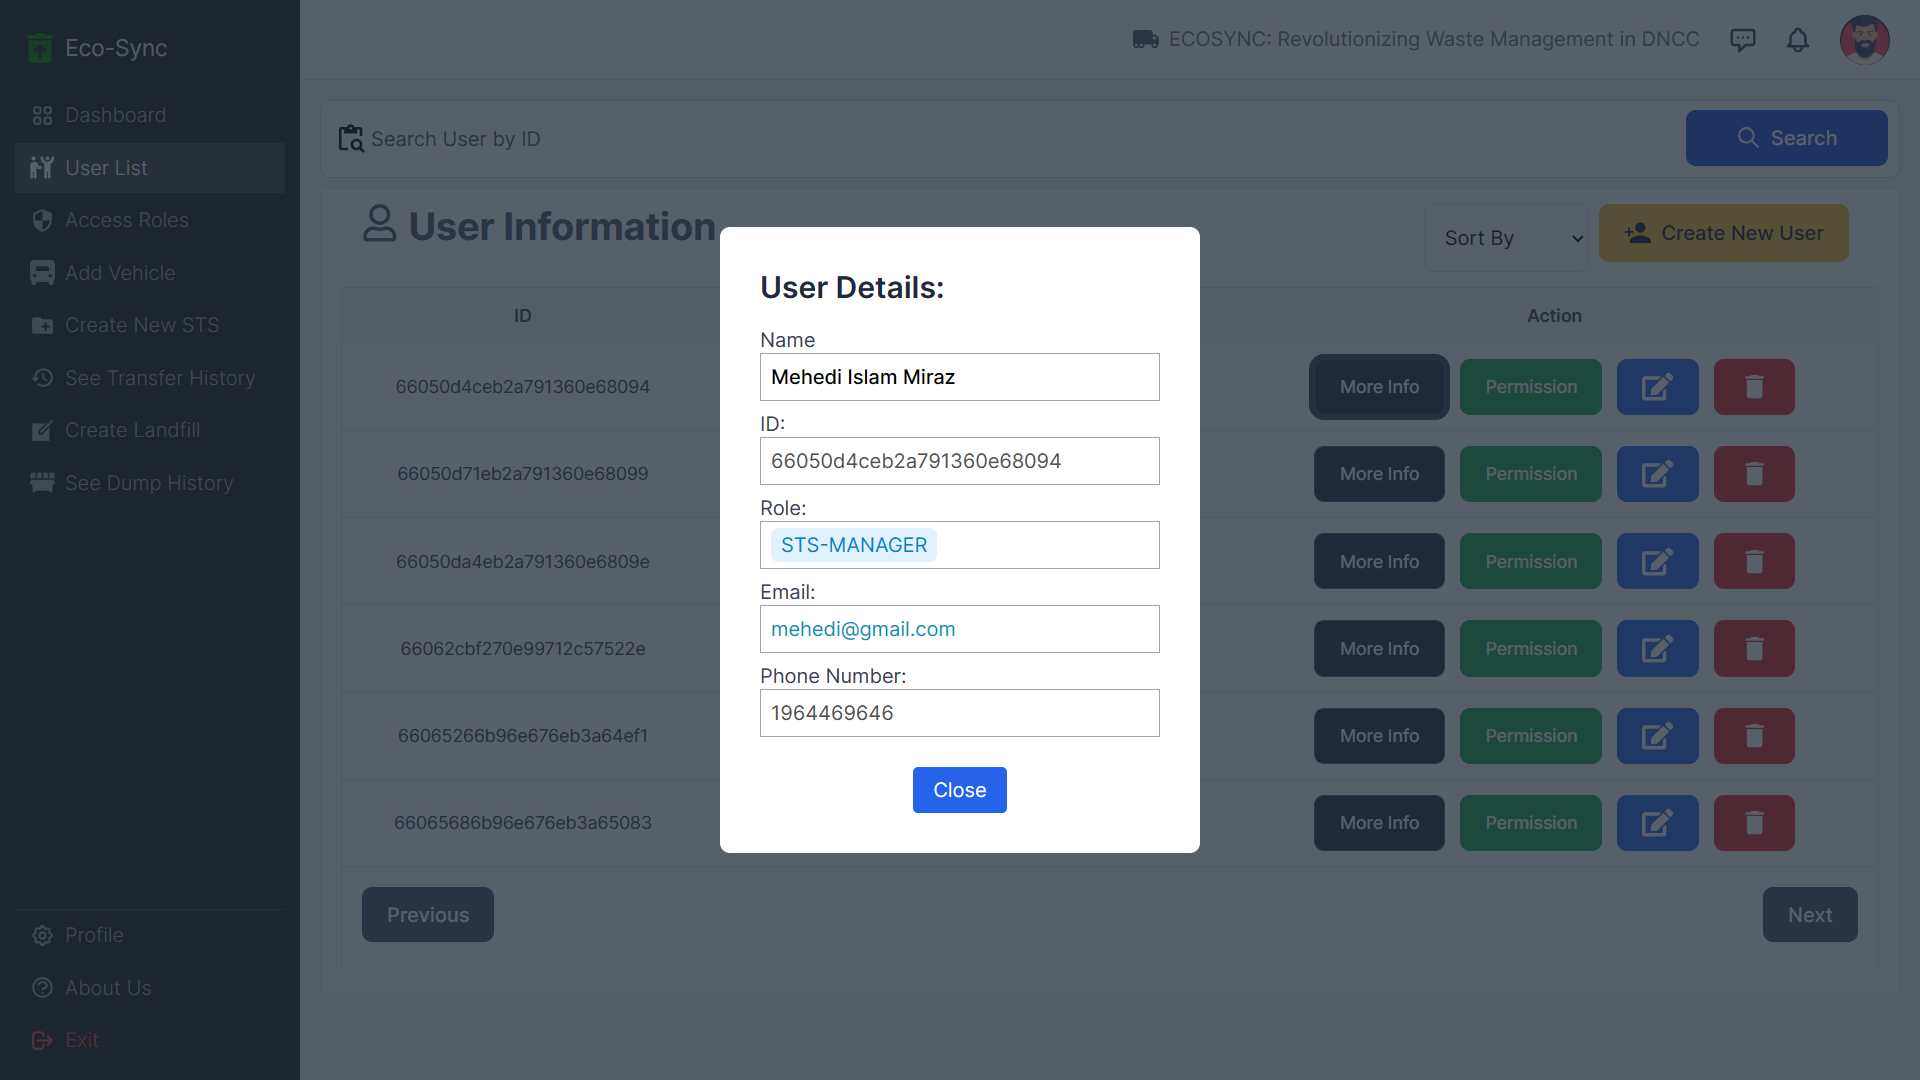 Eco-Sync
Dashboard
User List
Access Roles
Add Vehicle
Create New STS
See Transfer History
Create Landfill
See Dump History
Profile
About Us
Exit
ECOSYNC: Revolutionizing Waste Management in DNCC
Search User by ID
Search
User Information
Sort By
Create New User
ID
Action
66050d4ceb2a791360e68094
More Info
Permission
66050d71eb2a791360e68099
More Info
Permission
66050da4eb2a791360e6809e
More Info
Permission
66062cbf270e99712c57522e
More Info
Permission
66065266b96e676eb3a64ef1
More Info
Permission
66065686b96e676eb3a65083
More Info
Permission
Previous
Next
User Details:
Name
Mehedi Islam Miraz
ID:
66050d4ceb2a791360e68094
Role:
STS-MANAGER
Email:
mehedi@gmail.com
Phone Number:
1964469646
Close